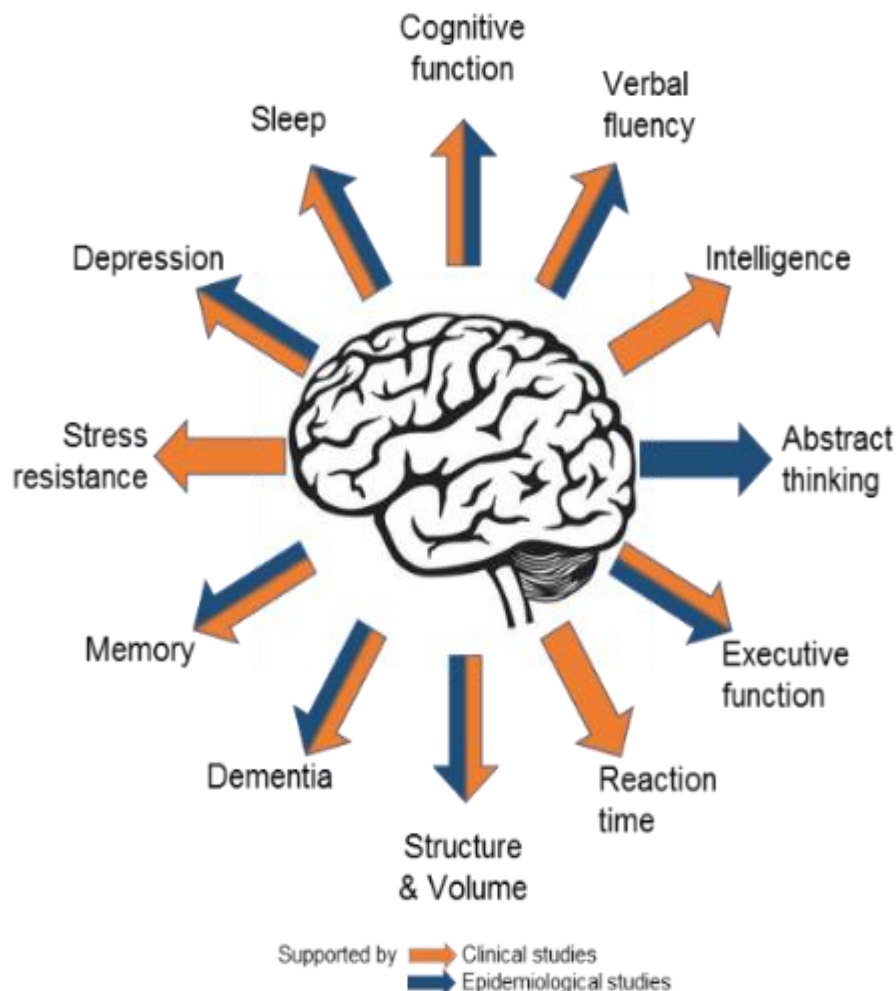 Cognitive
function
Verbal
fluency
Sleep
Depression
Intelligence
Stress
resistance
Abstract
thinking
Memory
Executive
function
Dementia
Reaction
time
Structure
& Volume
Supported by Clinical studies
Epidemiological studies